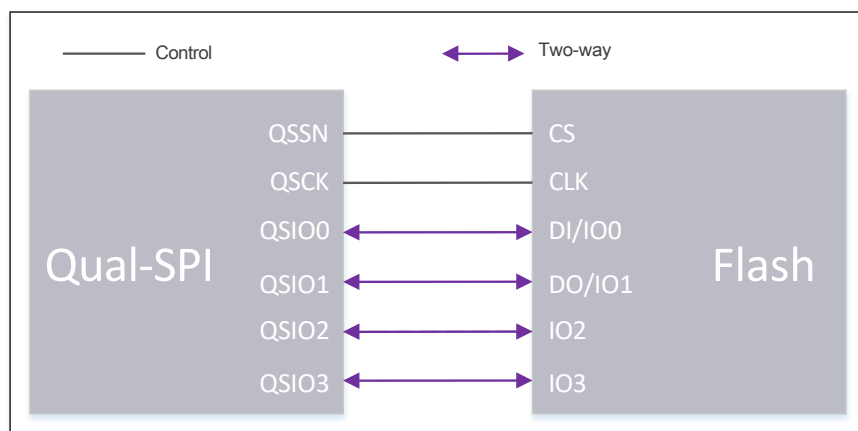 Control
Two-way
QSSN
CS
QSCK
CLK
QSIO0
DI/IO0
Qual-SPI
Flash
QSIO1
DO/IO1
QSIO2
IO2
QSIO3
IO3